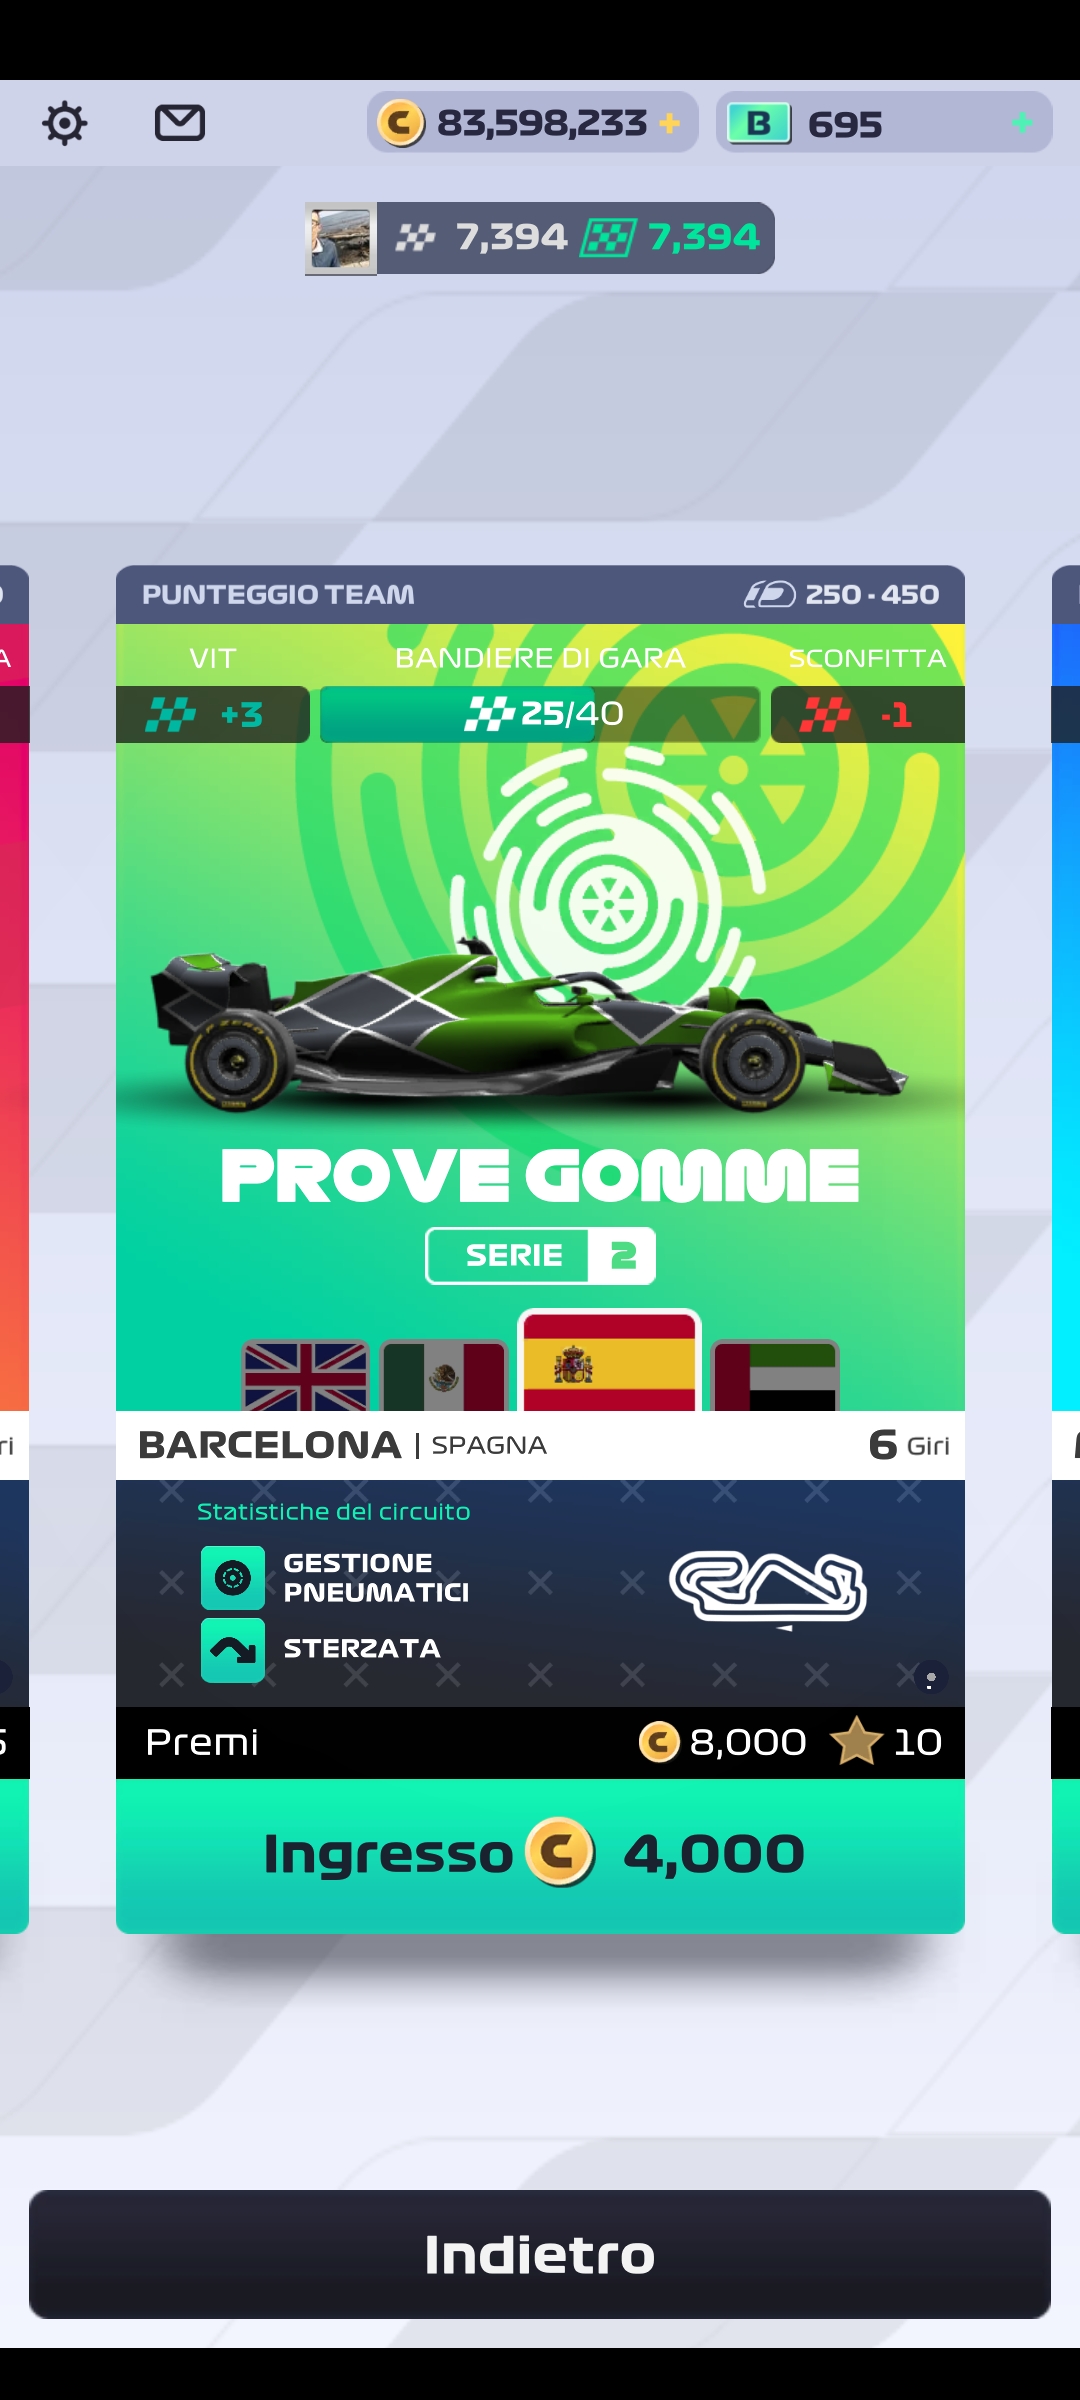 83,598,233
B 695
7,394 7,394
PUNTEGGIO TEAM 250 - 450
VIT BANDIERE DI GARA SCONFITTA
+3 25/40 -1
P ZERO P ZERO
PROVE GOMME
SERIE 2
BARCELONA | SPAGNA 6 Giri
Statistiche del circuito
GESTIONE
PNEUMATICI
STERZATA
Premi C 8,000 10
Ingresso C 4,000
Indietro